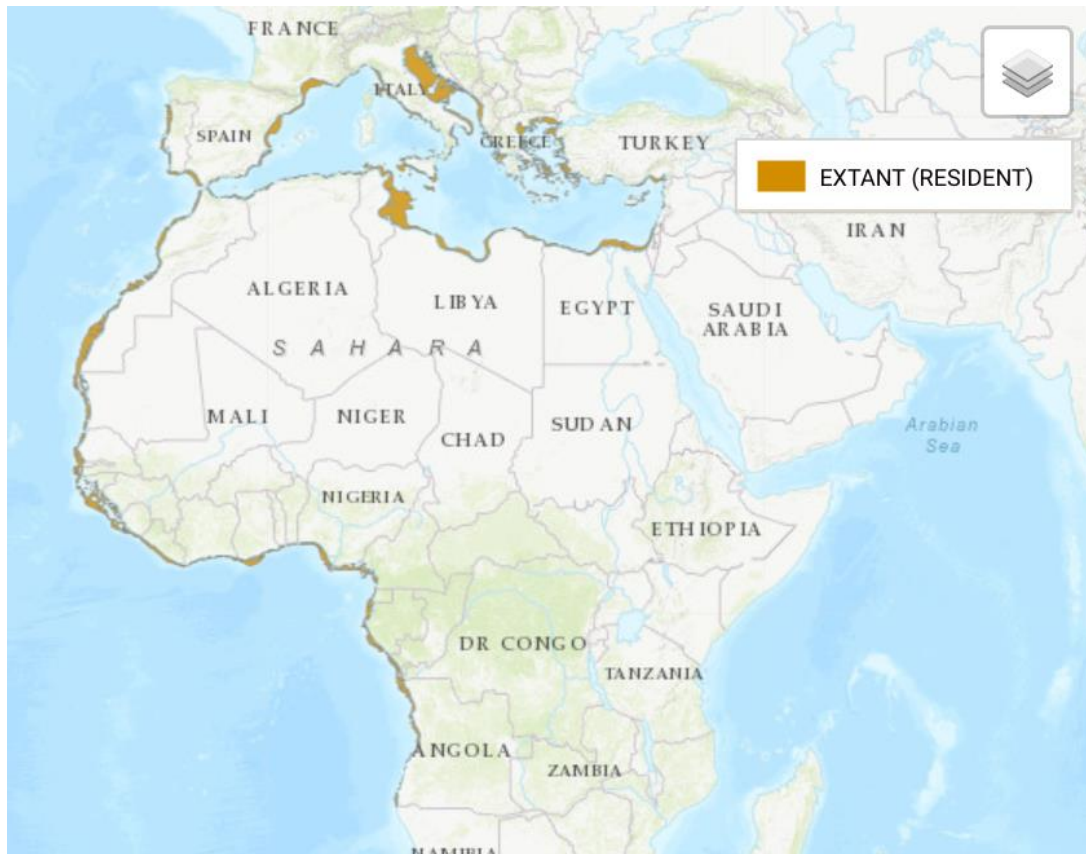 FRANCE
ITALY
SPAIN
GREECE
TURKEY
EXTANT (RESIDENT)
IRAN
ALGERIA
LIBYA
EGYPT
SAUDI
ARABIA
SAHARA
MALI
NIGER
CHAD
SUDAN
Arabian
Sea
NIGERIA
ETHIOPIA
DR CONGO
TANZANIA
ANGOLA
ZAMBIA
NAMIBIA